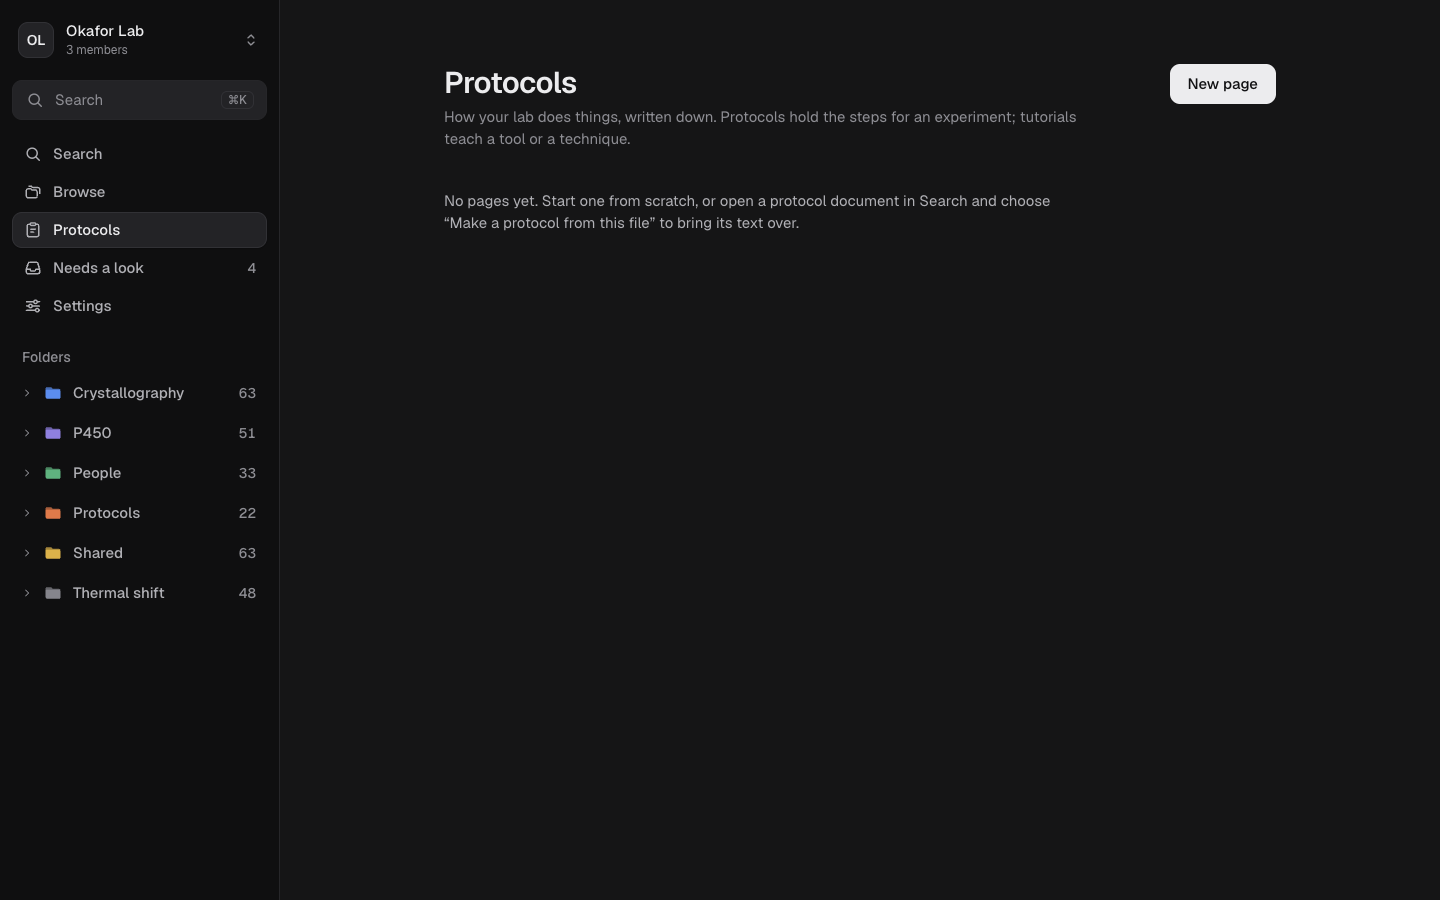 OL
Okafor Lab
3 members
Search
⌘K
Search
Browse
Protocols
Needs a look
4
Settings
Folders
Crystallography
63
P450
51
People
33
Protocols
22
Shared
63
Thermal shift
48
Protocols
New page
How your lab does things, written down. Protocols hold the steps for an experiment; tutorials
teach a tool or a technique.
No pages yet. Start one from scratch, or open a protocol document in Search and choose
“Make a protocol from this file” to bring its text over.